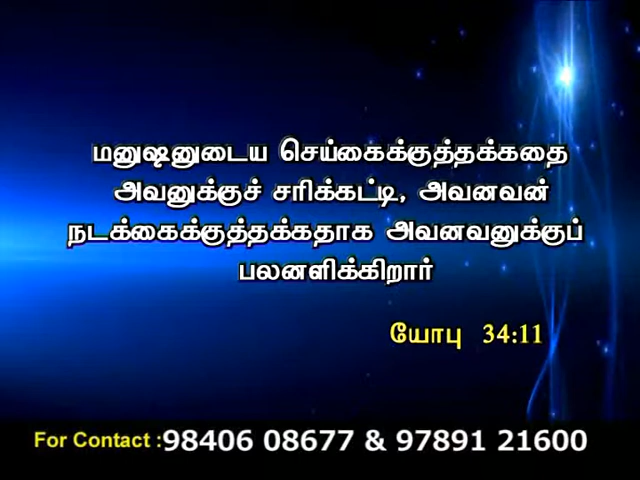 மனுஷனுடைய செய்கைக்குத்தக்கதை
அவனுக்குச் சரிக்கட்டி, அவனவன்
நடக்கைக்குத்தக்கதாக அவனவனுக்குப்
பலனளிக்கிறார்
யோபு 34:11
For Contact :98406 08677 & 97891 21600